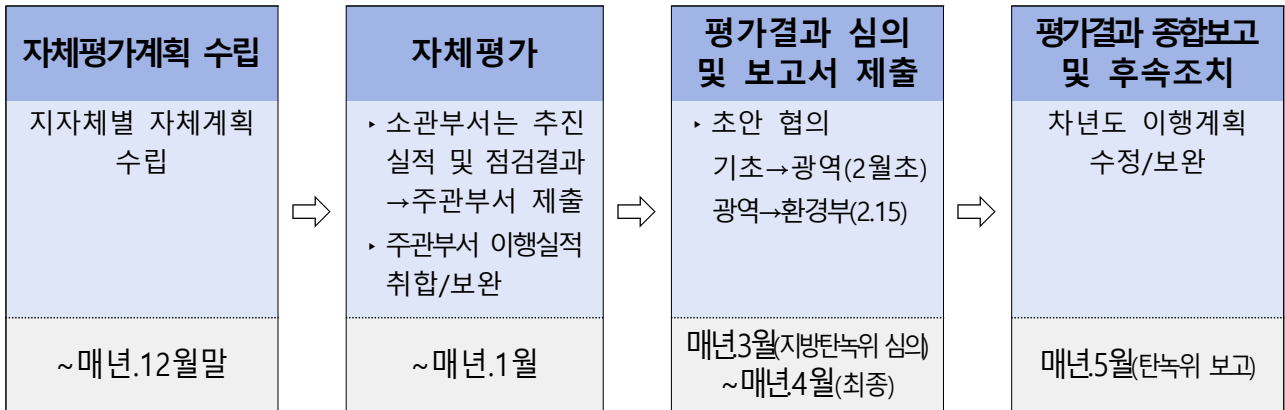 자체평가계획 수립
지자체별 자체계획
수립
~매년.12월말
⇨
자체평가
‣ 소관부서는 추진
실적 및 점검결과
→주관부서 제출
‣ 주관부서 이행실적
취합/보완
~매년.1월
⇨
평가결과 심의
및 보고서 제출
‣ 초안 협의
기초→광역(2월초)
광역→환경부(2.15)
매년.3월(지방탄녹위 심의)
~매년.4월(최종)
⇨
평가결과 종합보고
및 후속조치
차년도 이행계획
수정/보완
매년.5월(탄녹위 보고)